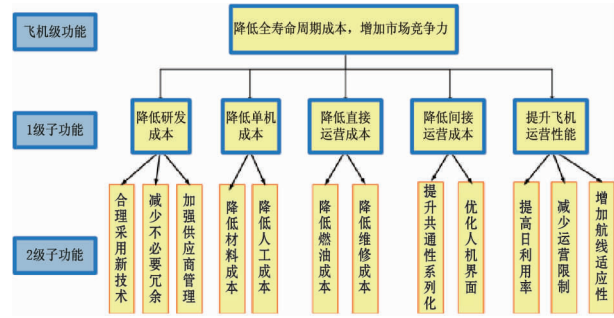 飞机级功能
降低全寿命周期成本，增加市场竞争力
1级子功能
降低研发
成本
降低单机
成本
降低直接
运营成本
降低间接
运营成本
提升飞机
运营性能
2级子功能
合理采用新技术
减少不必要冗余
加强供应商管理
降低材料成本
降低人工成本
降低燃油成本
降低维修成本
提升共通性系列化
优化人机界面
提高日利用率
减少运营限制
增加航线适应性